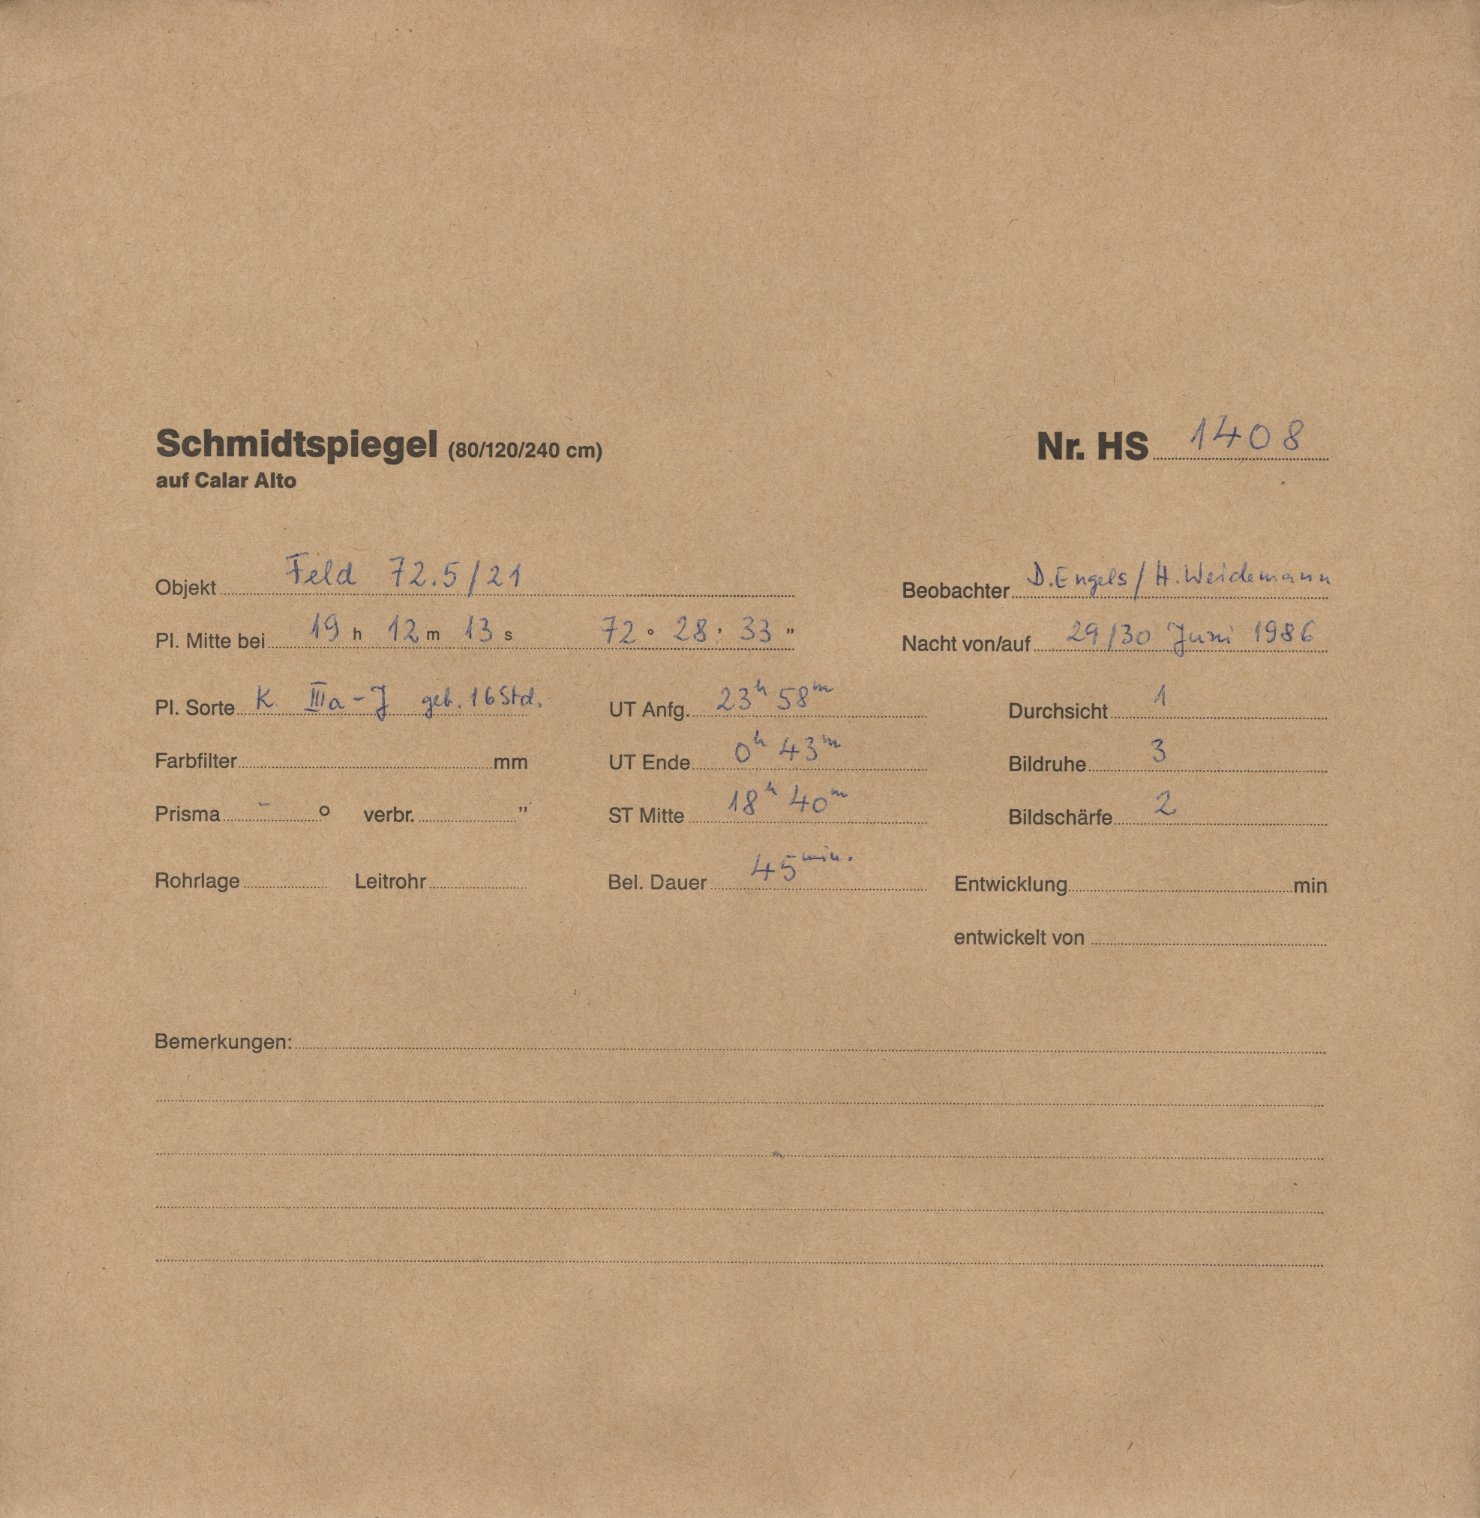 Schmidtspiegel (80/120/240 cm) Nr. HS 1408
auf Calar Alto
Objekt Feld 72.5/21 Beobachter D.Engels/H.Weidemann
Pl. Mitte bei 19 h 12 m 13 s 72 ° 28 ' 33 " Nacht von/auf 29/30 Juni 1986
Pl. Sorte K IIIa-J geb. 16 Std. UT Anfg. 23h 58m Durchsicht 1
Farbfilter mm UT Ende 0h 43m Bildruhe 3
Prisma - ° verbr. " ST Mitte 18h 40m Bildschärfe 2
Rohrlage Leitrohr Bel. Dauer 45min. Entwicklung min
entwickelt von
Bemerkungen: